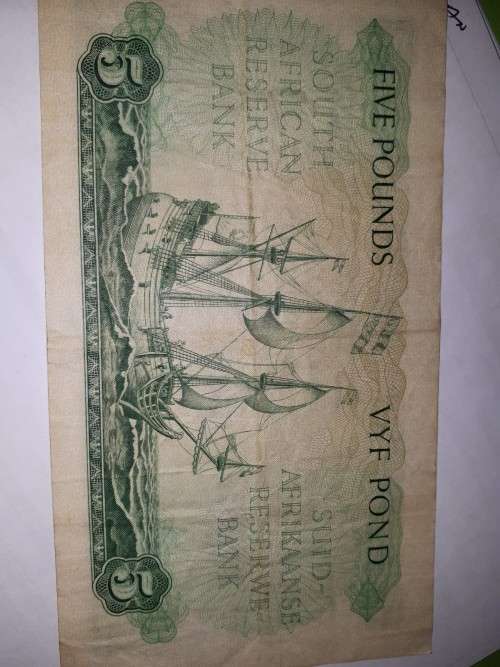 FIVE POUNDS VYF POND
SOUTH
AFRICAN
RESERVE
BANK
SUID-
AFRIKAANSE
RESERWE-
BANK
5
5